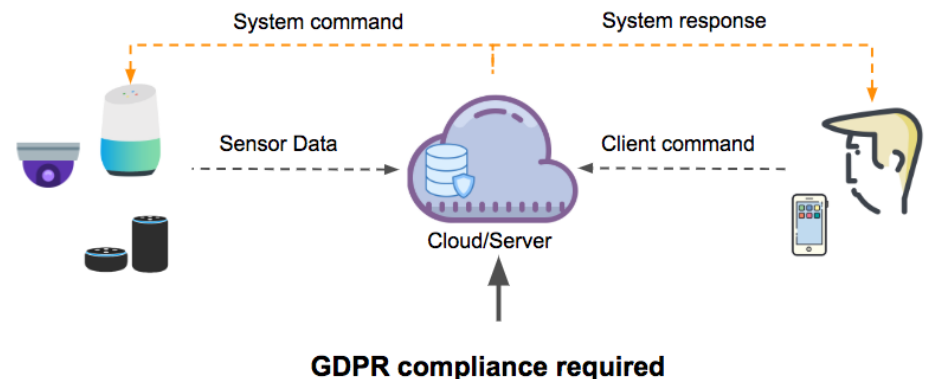 System command
System response
Sensor Data
Client command
Cloud/Server
GDPR compliance required